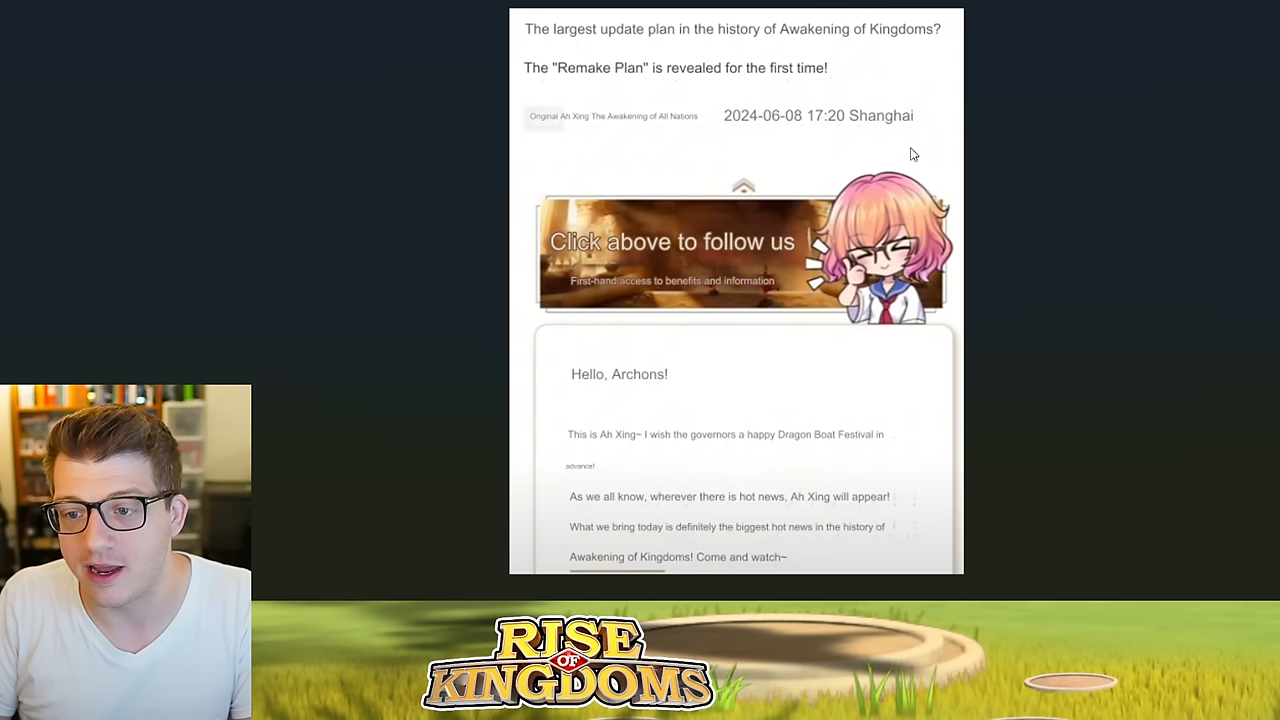 The largest update plan in the history of Awakening of Kingdoms?
The "Remake Plan" is revealed for the first time!
Original Ah Xing The Awakening of All Nations
2024-06-08 17:20 Shanghai
Click above to follow us
First-hand access to benefits and information
Hello, Archons!
This is Ah Xing~ I wish the governors a happy Dragon Boat Festival in
advance!
As we all know, wherever there is hot news, Ah Xing will appear!
What we bring today is definitely the biggest hot news in the history of
Awakening of Kingdoms! Come and watch~
RISE
OF
KINGDOMS